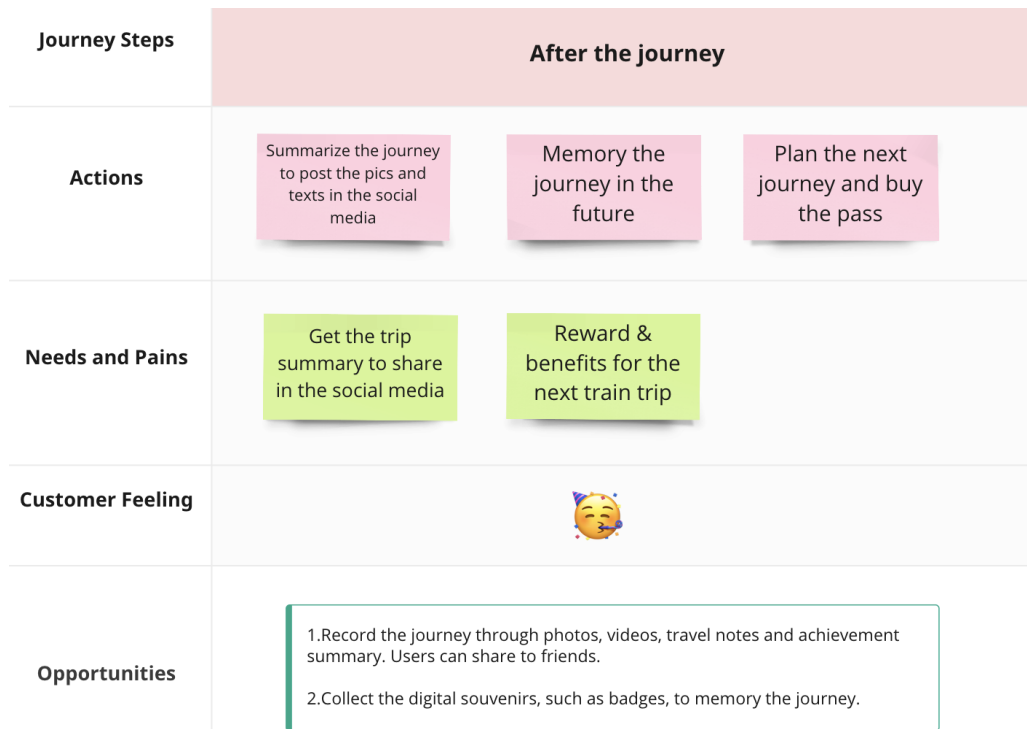 Journey Steps
After the journey
Actions
Summarize the journey
to post the pics and
texts in the social
media
Memory the
journey in the
future
Plan the next
journey and buy
the pass
Needs and Pains
Get the trip
summary to share
in the social media
Reward &
benefits for the
next train trip
Customer Feeling
Opportunities
1.Record the journey through photos, videos, travel notes and achievement
summary. Users can share to friends.
2.Collect the digital souvenirs, such as badges, to memory the journey.